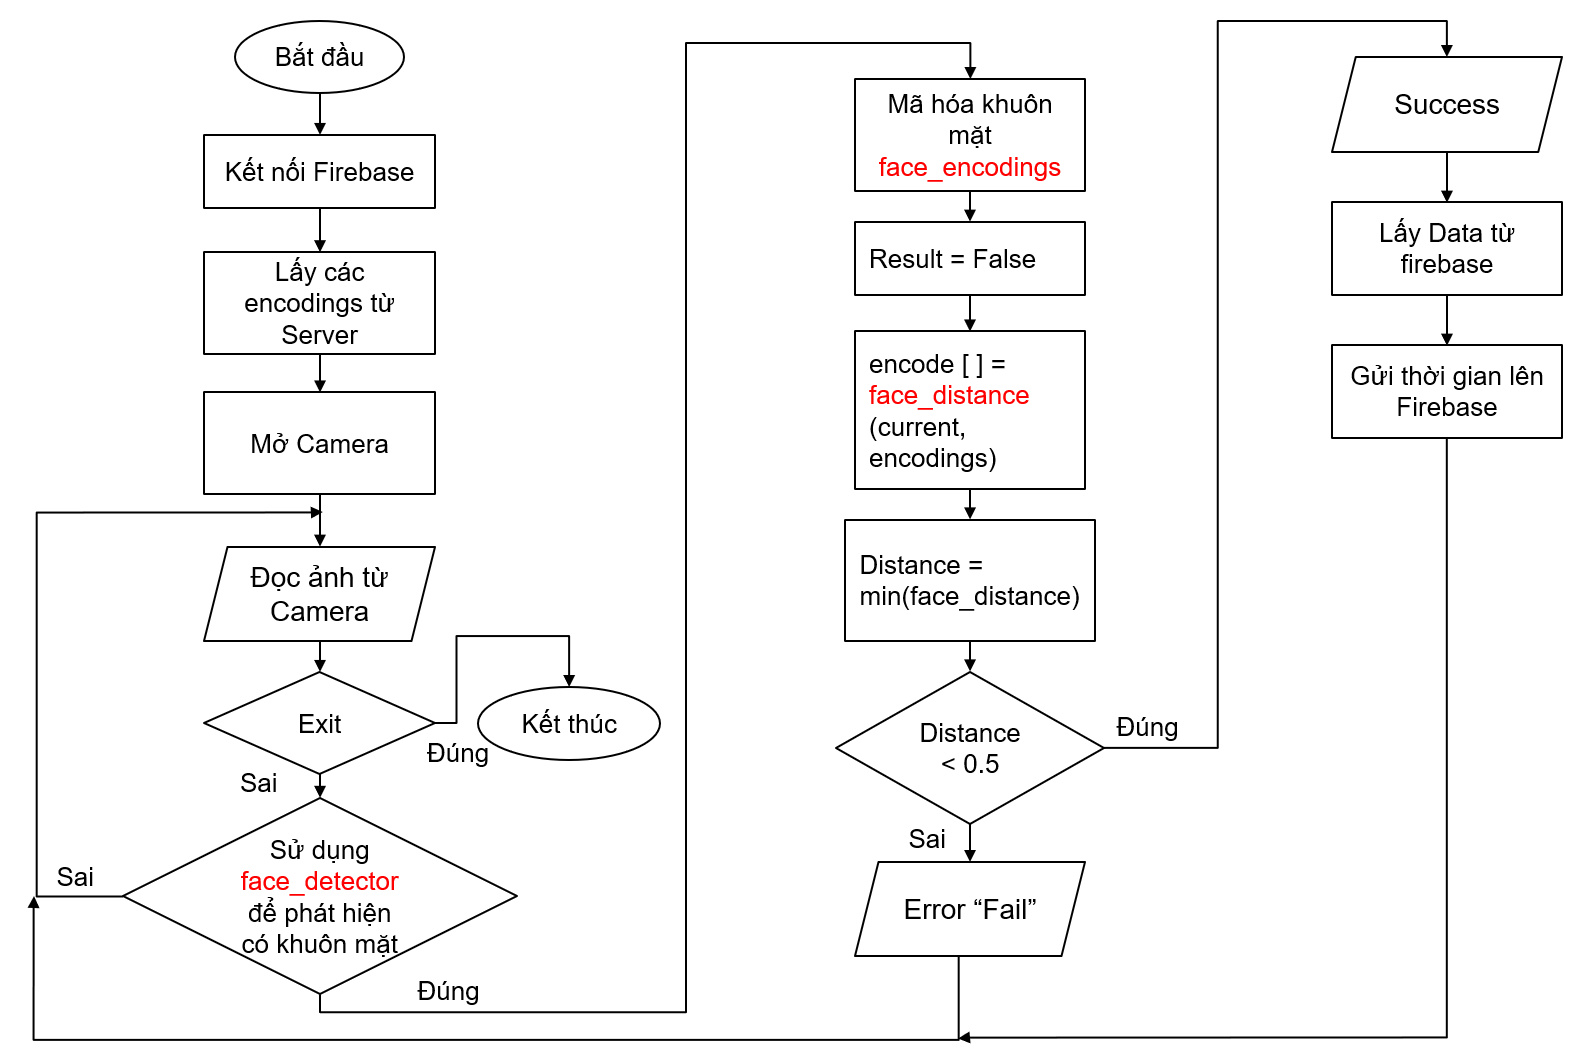 Bắt đầu
Kết nối Firebase
Lấy các
encodings từ
Server
Mở Camera
Đọc ảnh từ
Camera
Exit
Đúng
Kết thúc
Sai
Sử dụng
face_detector
để phát hiện
có khuôn mặt
Sai
Đúng
Mã hóa khuôn
mặt
face_encodings
Result = False
encode [ ] =
face_distance
(current,
encodings)
Distance =
min(face_distance)
Distance
< 0.5
Đúng
Sai
Error “Fail”
Success
Lấy Data từ
firebase
Gửi thời gian lên
Firebase